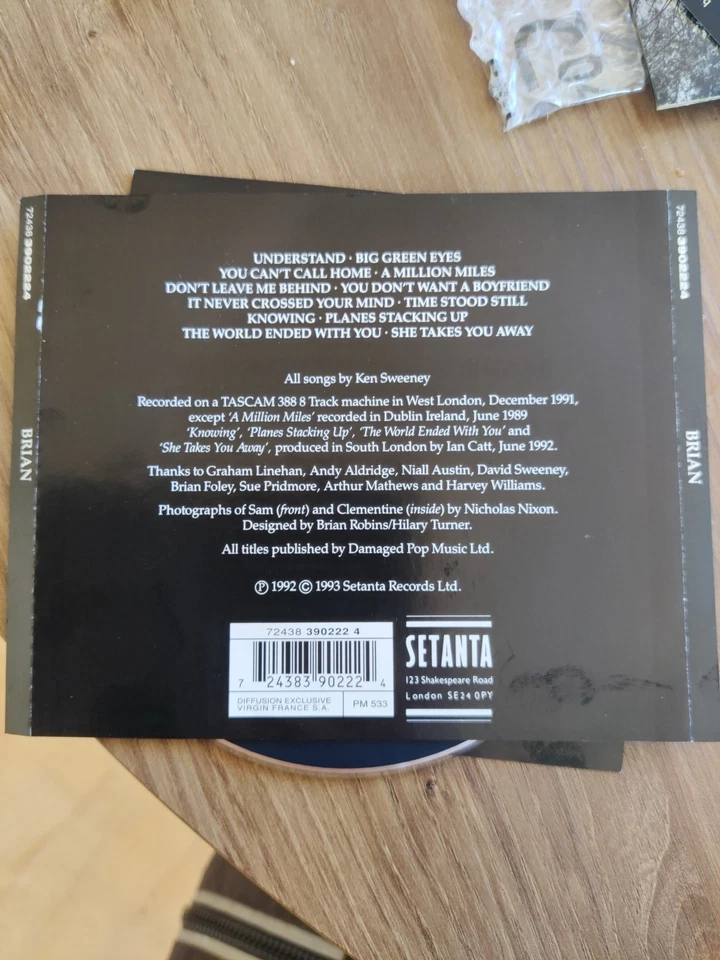 UNDERSTAND · BIG GREEN EYES
YOU CAN'T CALL HOME · A MILLION MILES
DON'T LEAVE ME BEHIND · YOU DON'T WANT A BOYFRIEND
IT NEVER CROSSED YOUR MIND · TIME STOOD STILL
KNOWING · PLANES STACKING UP
THE WORLD ENDED WITH YOU · SHE TAKES YOU AWAY
All songs by Ken Sweeney
Recorded on a TASCAM 388 8 Track machine in West London, December 1991,
except 'A Million Miles' recorded in Dublin Ireland, June 1989
'Knowing', 'Planes Stacking Up', 'The World Ended With You' and
'She Takes You Away', produced in South London by Ian Catt, June 1992.
Thanks to Graham Linehan, Andy Aldridge, Niall Austin, David Sweeney,
Brian Foley, Sue Pridmore, Arthur Mathews and Harvey Williams.
Photographs of Sam (front) and Clementine (inside) by Nicholas Nixon.
Designed by Brian Robins/Hilary Turner.
All titles published by Damaged Pop Music Ltd.
℗ 1992 © 1993 Setanta Records Ltd.
72438 390222 4
7 24383 90222 4
DIFFUSION EXCLUSIVE
VIRGIN FRANCE S.A.
PM 533
SETANTA
123 Shakespeare Road
London SE24 0PY
72438 3902224
BRIAN
72438 3902224
BRIAN